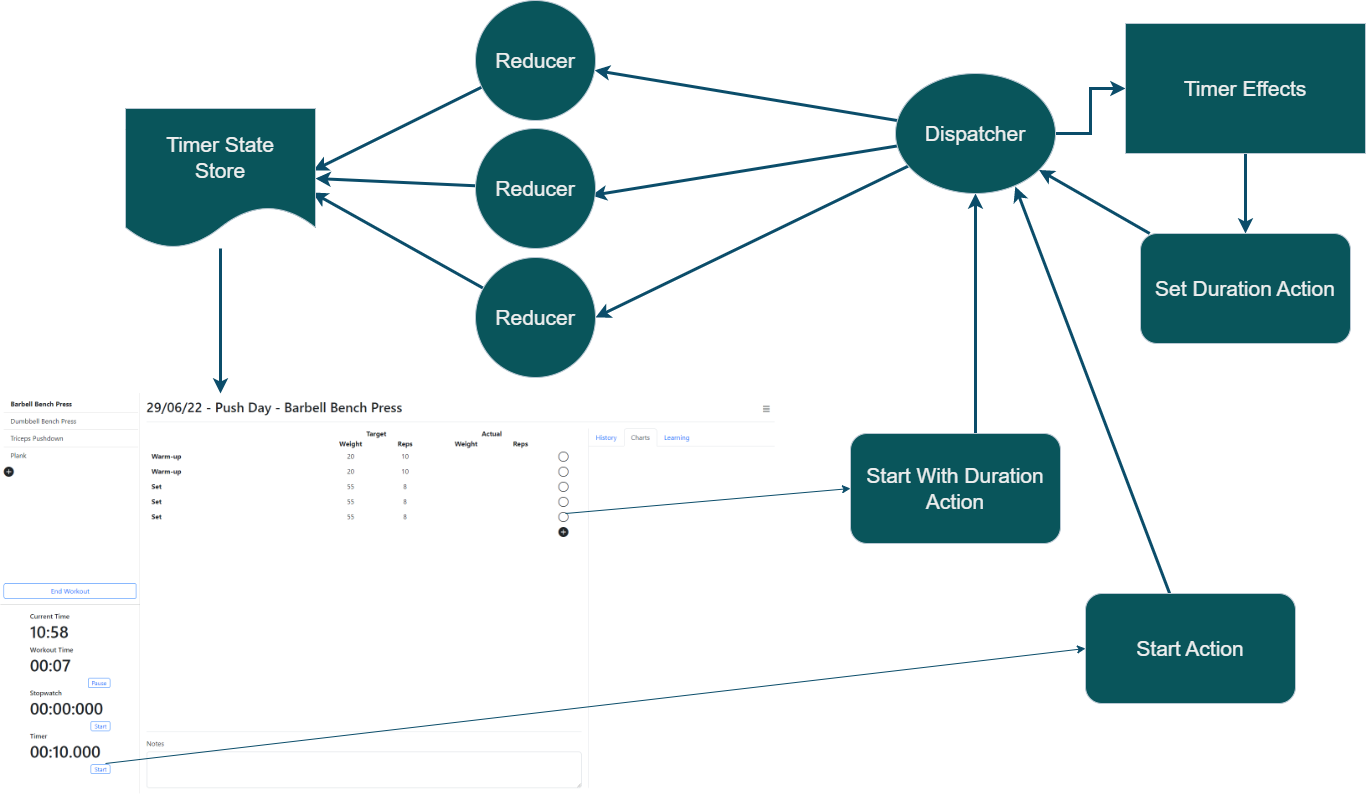 Reducer
Timer Effects
Dispatcher
Timer State
Store
Reducer
Set Duration Action
Reducer
Barbell Bench Press
Dumbbell Bench Press
Triceps Pushdown
Plank
29/06/22 - Push Day - Barbell Bench Press
Target Actual
Weight Reps Weight Reps
Warm-up 20 10
Warm-up 20 10
Set 55 8
Set 55 8
Set 55 8
History Charts Learning
Start With Duration
Action
End Workout
Current Time
10:58
Workout Time
00:07
Pause
Stopwatch
00:00:000
Start
Timer
00:10.000
Start
Notes
Start Action